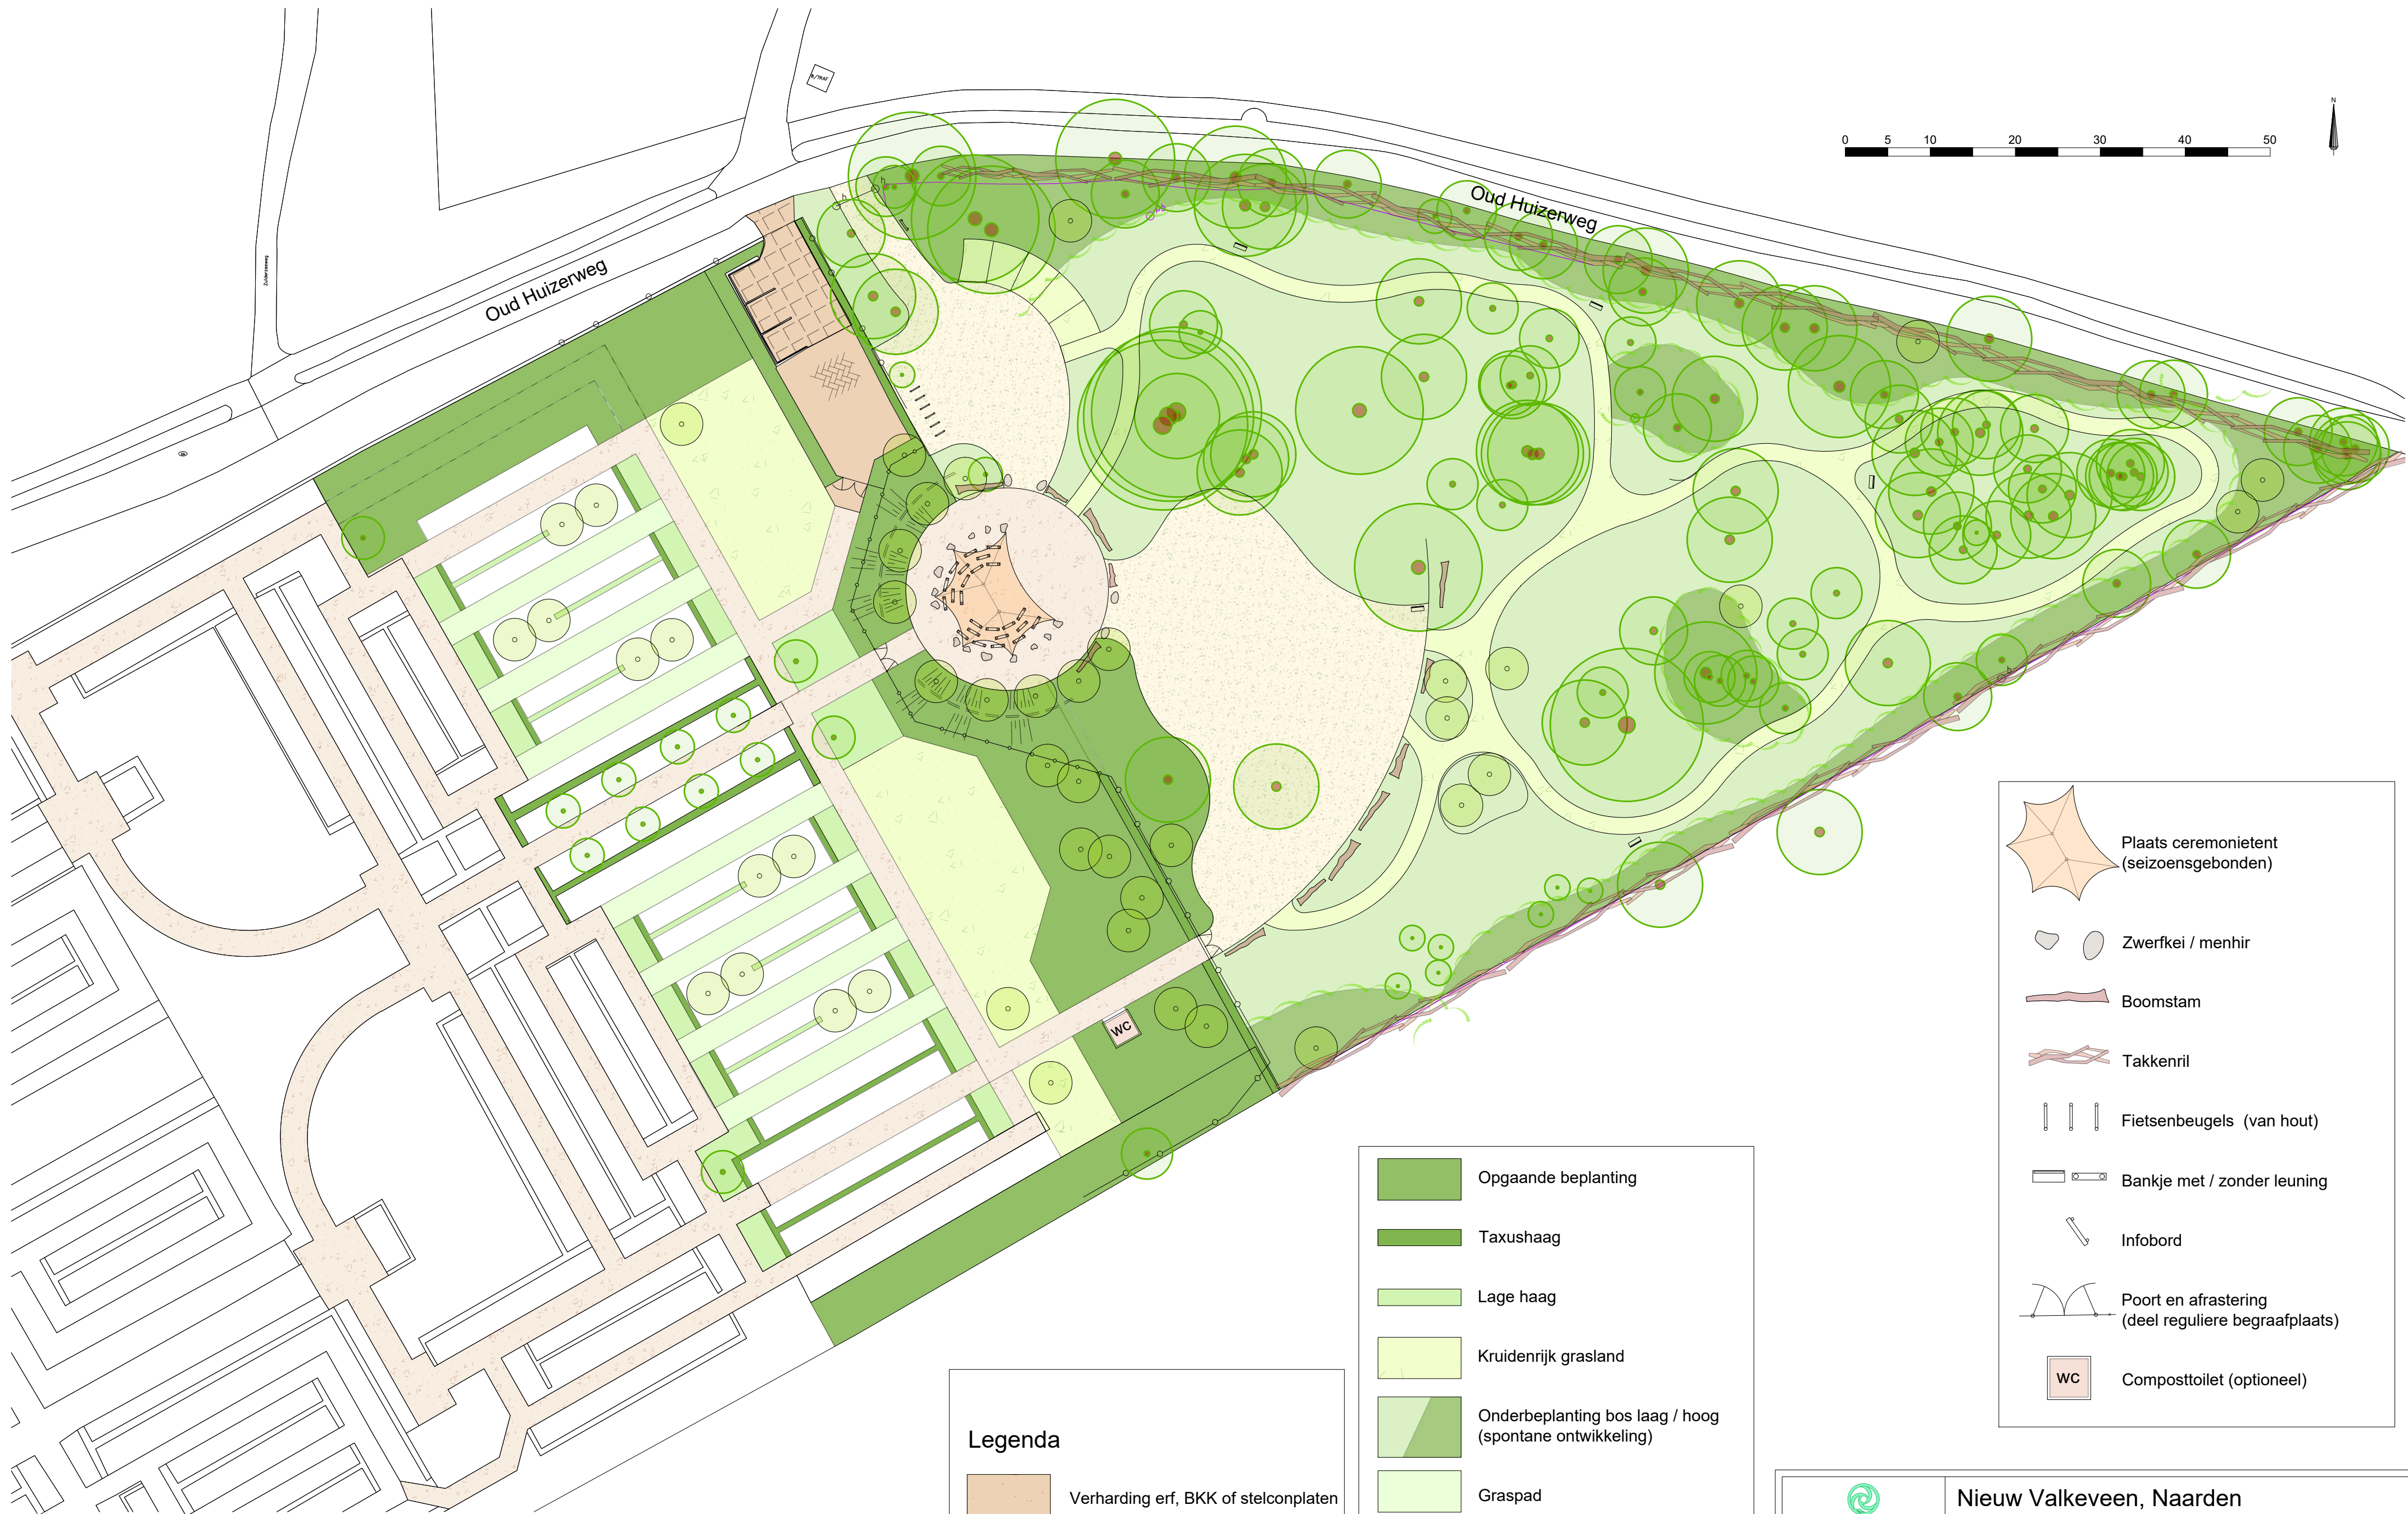 B/TRAF
N
0 5 10 20 30 40 50
Oud Huizerweg
Oud Huizerweg
WC
Plaats ceremonietent
(seizoensgebonden)
Zwerfkei / menhir
Boomstam
Takkenril
Fietsenbeugels (van hout)
Bankje met / zonder leuning
Infobord
Poort en afrastering
(deel reguliere begraafplaats)
WC
Composttoilet (optioneel)
Opgaande beplanting
Taxushaag
Lage haag
Kruidenrijk grasland
Onderbeplanting bos laag / hoog
(spontane ontwikkeling)
Graspad
Legenda
Verharding erf, BKK of stelconplaten
Nieuw Valkeveen, Naarden